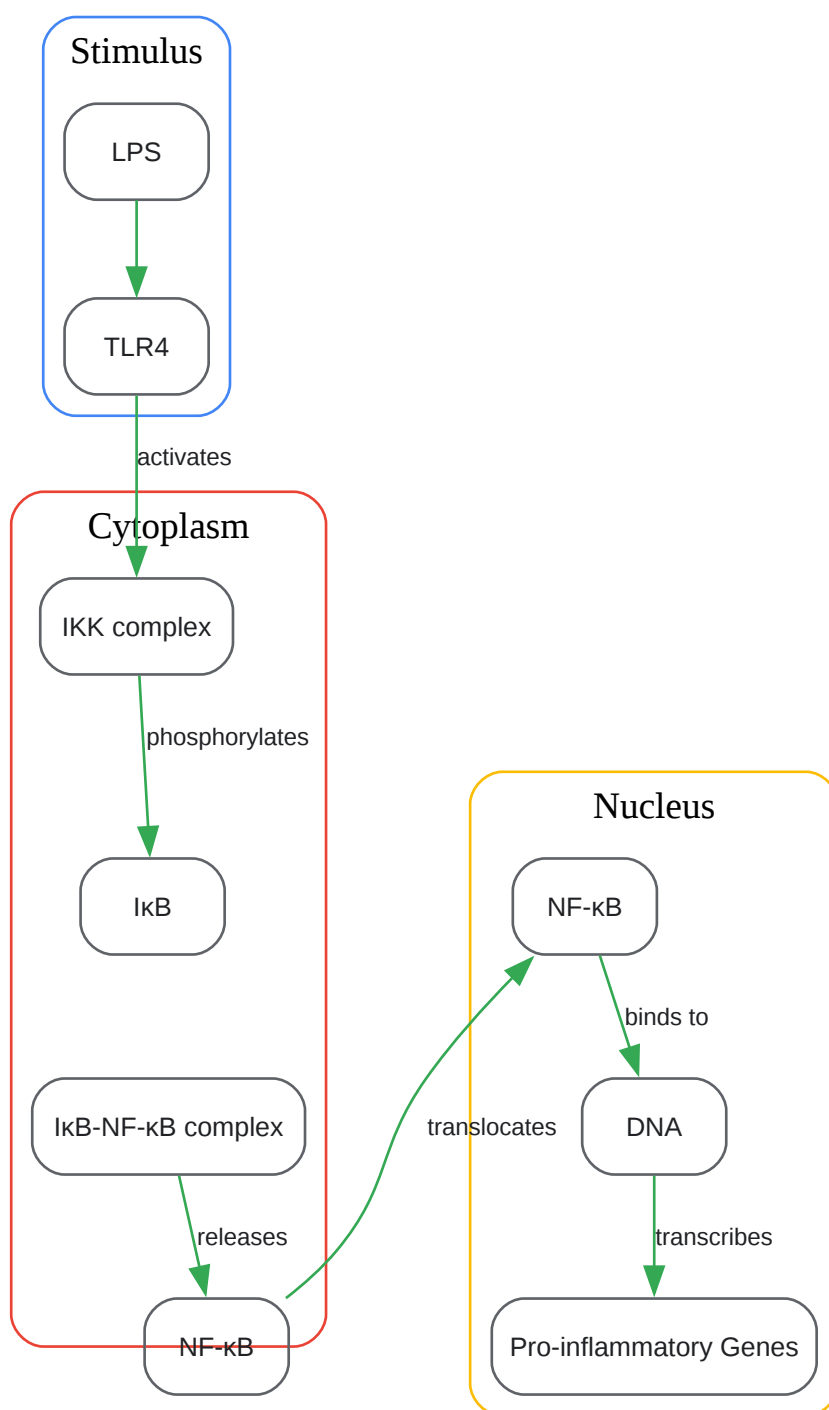 Stimulus
LPS
TLR4
activates
Cytoplasm
IKK complex
phosphorylates
IκB
IκB-NF-κB complex
releases
NF-κB
translocates
Nucleus
NF-κB
binds to
DNA
transcribes
Pro-inflammatory Genes